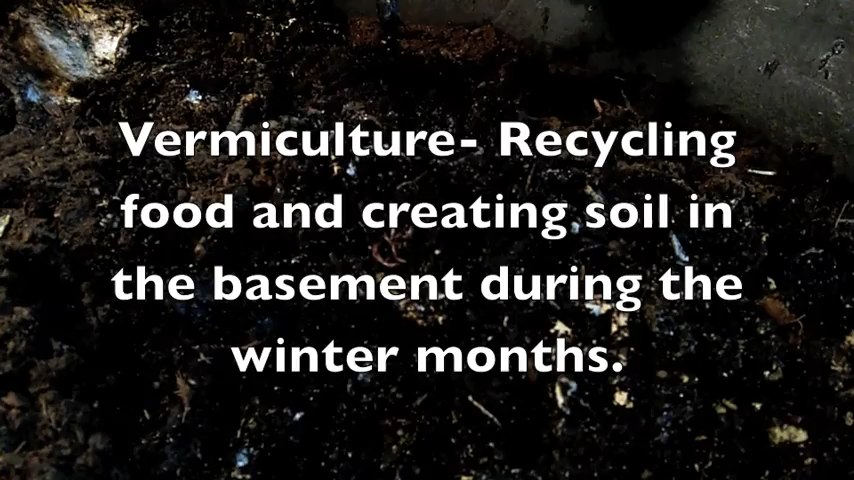 Vermiculture- Recycling
food and creating soil in
the basement during the
winter months.